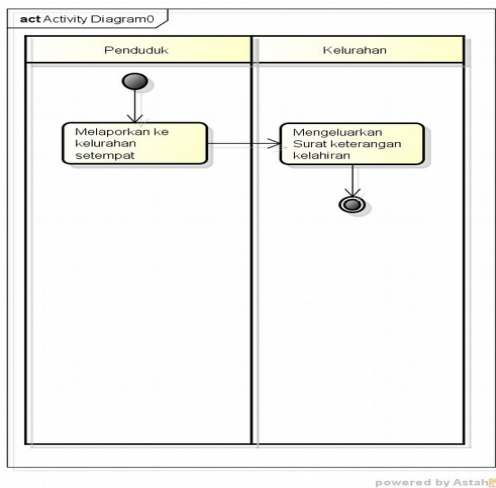 act Activity Diagram0
Penduduk
Kelurahan
Melaporkan ke
kelurahan
setempat
Mengeluarkan
Surat keterangan
kelahiran
powered by Astah